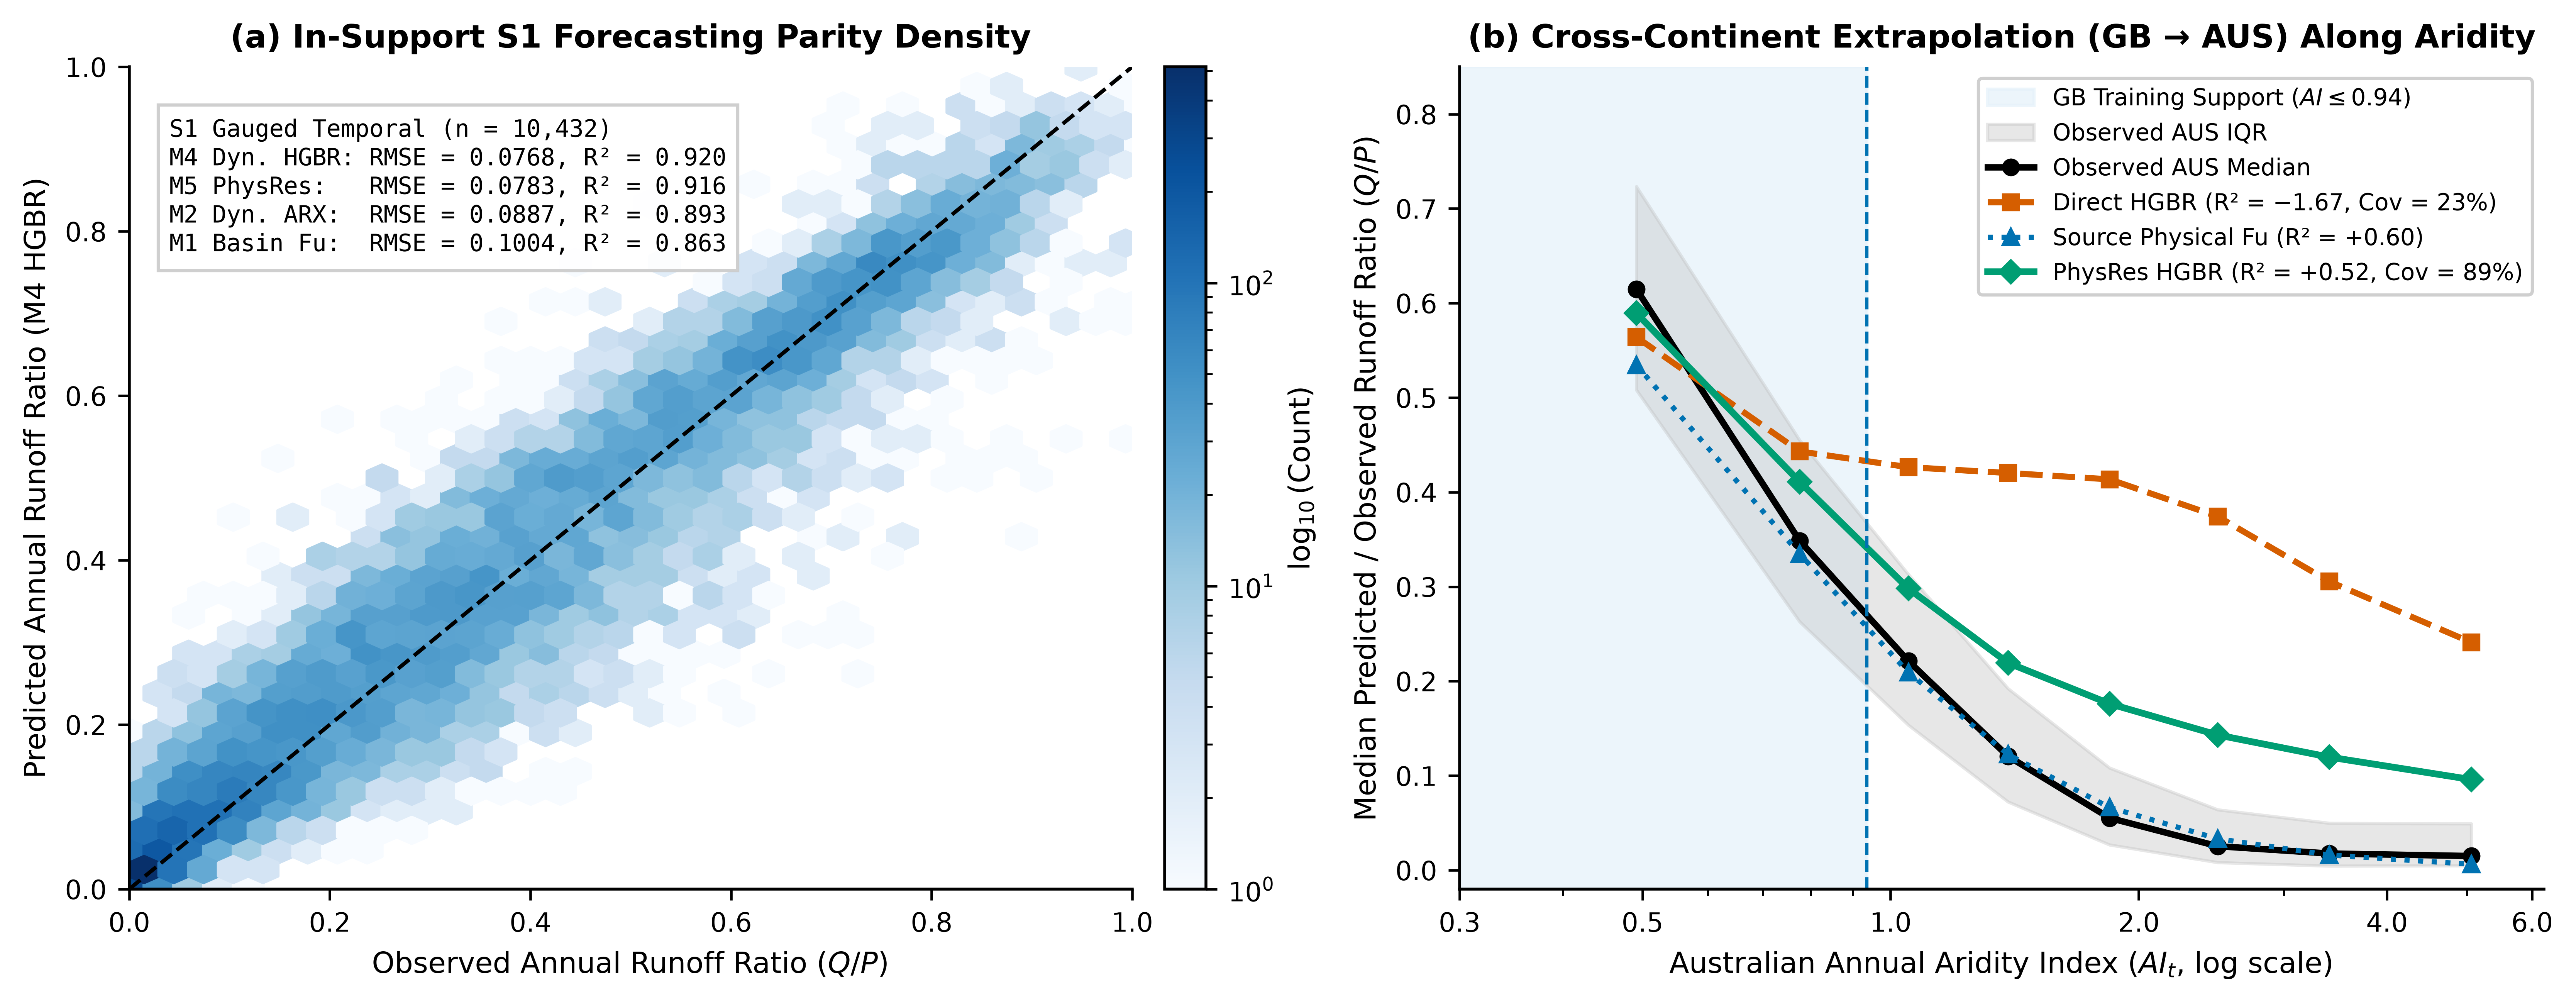 (a) In-Support S1 Forecasting Parity Density
Predicted Annual Runoff Ratio (M4 HGBR)
1.0
0.8
0.6
0.4
0.2
0.0
S1 Gauged Temporal (n = 10,432)
M4 Dyn. HGBR: RMSE = 0.0768, R² = 0.920
M5 PhysRes: RMSE = 0.0783, R² = 0.916
M2 Dyn. ARX: RMSE = 0.0887, R² = 0.893
M1 Basin Fu: RMSE = 0.1004, R² = 0.863
0.0 0.2 0.4 0.6 0.8 1.0
Observed Annual Runoff Ratio (Q/P)
10²
10¹
10⁰
log₁₀(Count)
(b) Cross-Continent Extrapolation (GB → AUS) Along Aridity
Median Predicted / Observed Runoff Ratio (Q/P)
0.8
0.7
0.6
0.5
0.4
0.3
0.2
0.1
0.0
GB Training Support (AI ≤ 0.94)
Observed AUS IQR
Observed AUS Median
Direct HGBR (R² = −1.67, Cov = 23%)
Source Physical Fu (R² = +0.60)
PhysRes HGBR (R² = +0.52, Cov = 89%)
0.3 0.5 1.0 2.0 4.0 6.0
Australian Annual Aridity Index (AIₜ, log scale)